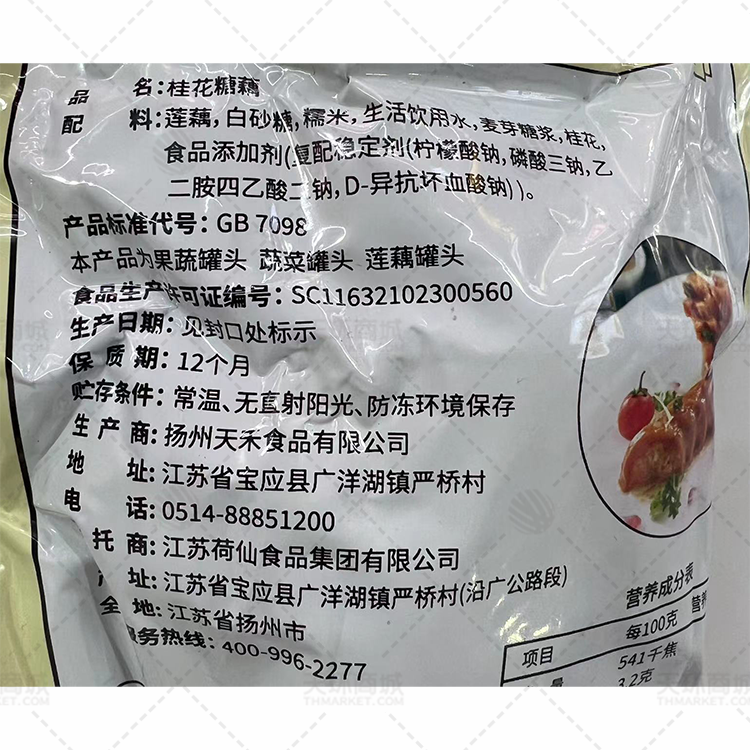 品 名:桂花糖藕
配 料:莲藕,白砂糖,糯米,生活饮用水,麦芽糖浆,桂花,
食品添加剂(复配稳定剂(柠檬酸钠,磷酸三钠,乙
二胺四乙酸二钠,D-异抗坏血酸钠))。
产品标准代号: GB 7098
本产品为果蔬罐头 蔬菜罐头 莲藕罐头
食品生产许可证编号: SC11632102300560
生产日期: 见封口处标示
保 质 期: 12个月
贮存条件: 常温、无直射阳光、防冻环境保存
生 产 商: 扬州天禾食品有限公司
地 址: 江苏省宝应县广洋湖镇严桥村
电 话: 0514-88851200
托 商: 江苏荷仙食品集团有限公司
址: 江苏省宝应县广洋湖镇严桥村(沿广公路段)
全 地: 江苏省扬州市
服务热线: 400-996-2277
营养成分表
项目 每100克 营养
量 541千焦
3.2克
天环商城
THMARKET.COM